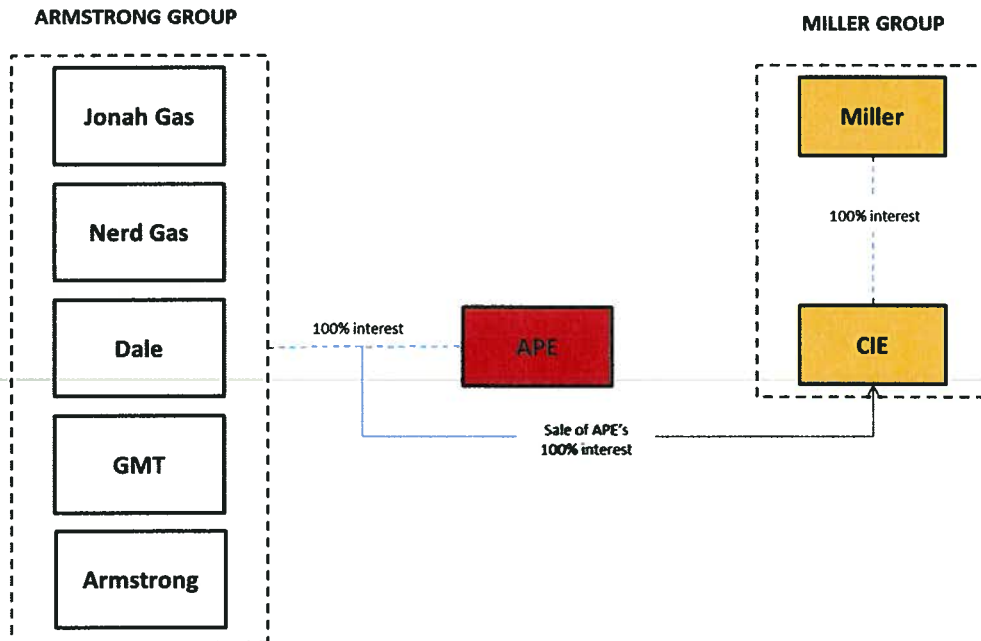 ARMSTRONG GROUP
MILLER GROUP
Jonah Gas
Nerd Gas
Dale
GMT
Armstrong
100% interest
APE
Sale of APE's
100% interest
Miller
100% interest
CIE